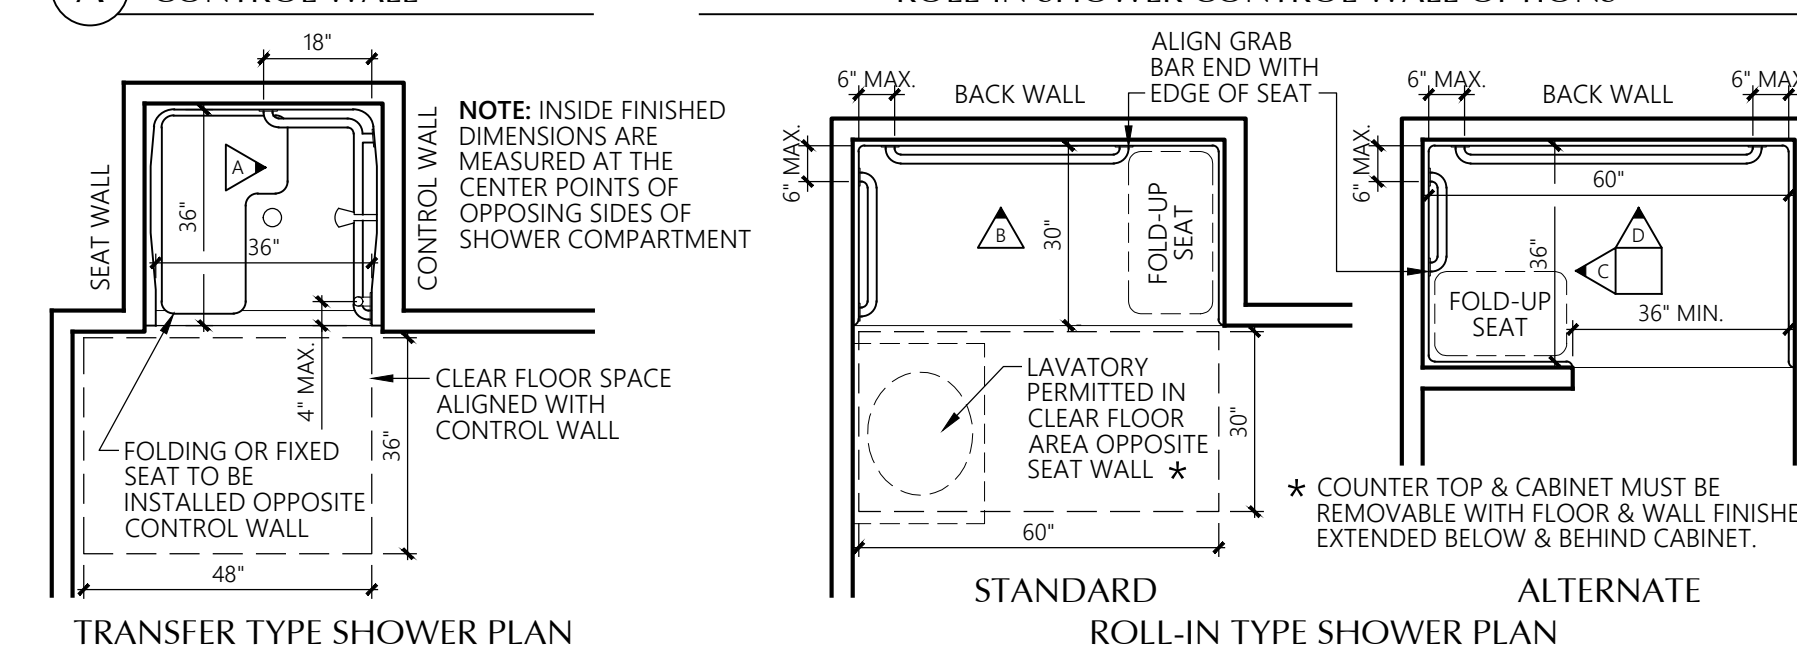 A CONTROL WALL
ROLL-IN SHOWER CONTROL WALL OPTIONS
18"
SEAT WALL
CONTROL WALL
A
36"
36"
4" MAX.
NOTE: INSIDE FINISHED
DIMENSIONS ARE
MEASURED AT THE
CENTER POINTS OF
OPPOSING SIDES OF
SHOWER COMPARTMENT
CLEAR FLOOR SPACE
ALIGNED WITH
CONTROL WALL
36"
FOLDING OR FIXED
SEAT TO BE
INSTALLED OPPOSITE
CONTROL WALL
48"
TRANSFER TYPE SHOWER PLAN
6" MAX.
BACK WALL
ALIGN GRAB
BAR END WITH
EDGE OF SEAT
6" MAX.
B
30"
FOLD-UP
SEAT
LAVATORY
PERMITTED IN
CLEAR FLOOR
AREA OPPOSITE
SEAT WALL *
30"
60"
STANDARD
6" MAX.
BACK WALL
6" MAX
6" MAX.
60"
D
C
36"
FOLD-UP
SEAT
36" MIN.
* COUNTER TOP & CABINET MUST BE
REMOVABLE WITH FLOOR & WALL FINISHE
EXTENDED BELOW & BEHIND CABINET.
ALTERNATE
ROLL-IN TYPE SHOWER PLAN